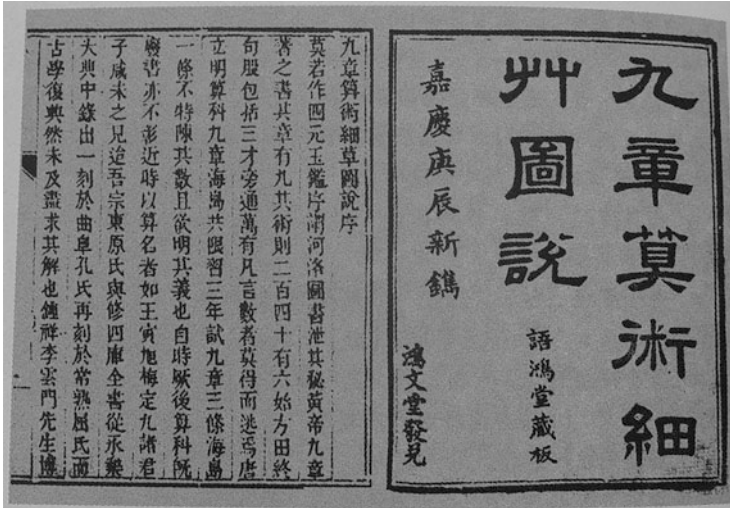 九章算術細
艸圖說
語鴻堂藏板
嘉慶庚辰新鐫
鴻文堂發兌
九章算術細草圖說序
莫若作四元玉鑑序謂河洛圖書泄其秘黃帝九章
著之書其章有九其術則二百四十有六始方田終
句股包括三才旁通萬有凡言數者莫得而逃焉唐
立明算科九章海島共限習三年試九章三條海島
一條不特陳其數且欲明其義也自時厥後算科既
廢書亦不彰近時以算名者如王寅旭梅定九諸君
子咸未之見迨吾宗東原氏與修四庫全書從永樂
大典中錄出一刻於曲阜孔氏再刻於常熟屈氏而
古學復興然未及盡求其解也鍾祥李雲門先生博